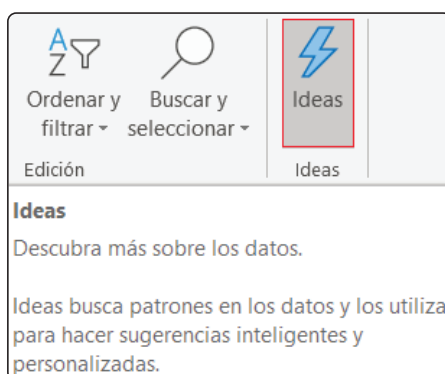 A
Z
Ordenar y
filtrar
Buscar y
seleccionar
Ideas
Edición
Ideas
Ideas
Descubra más sobre los datos.
Ideas busca patrones en los datos y los utiliza
para hacer sugerencias inteligentes y
personalizadas.